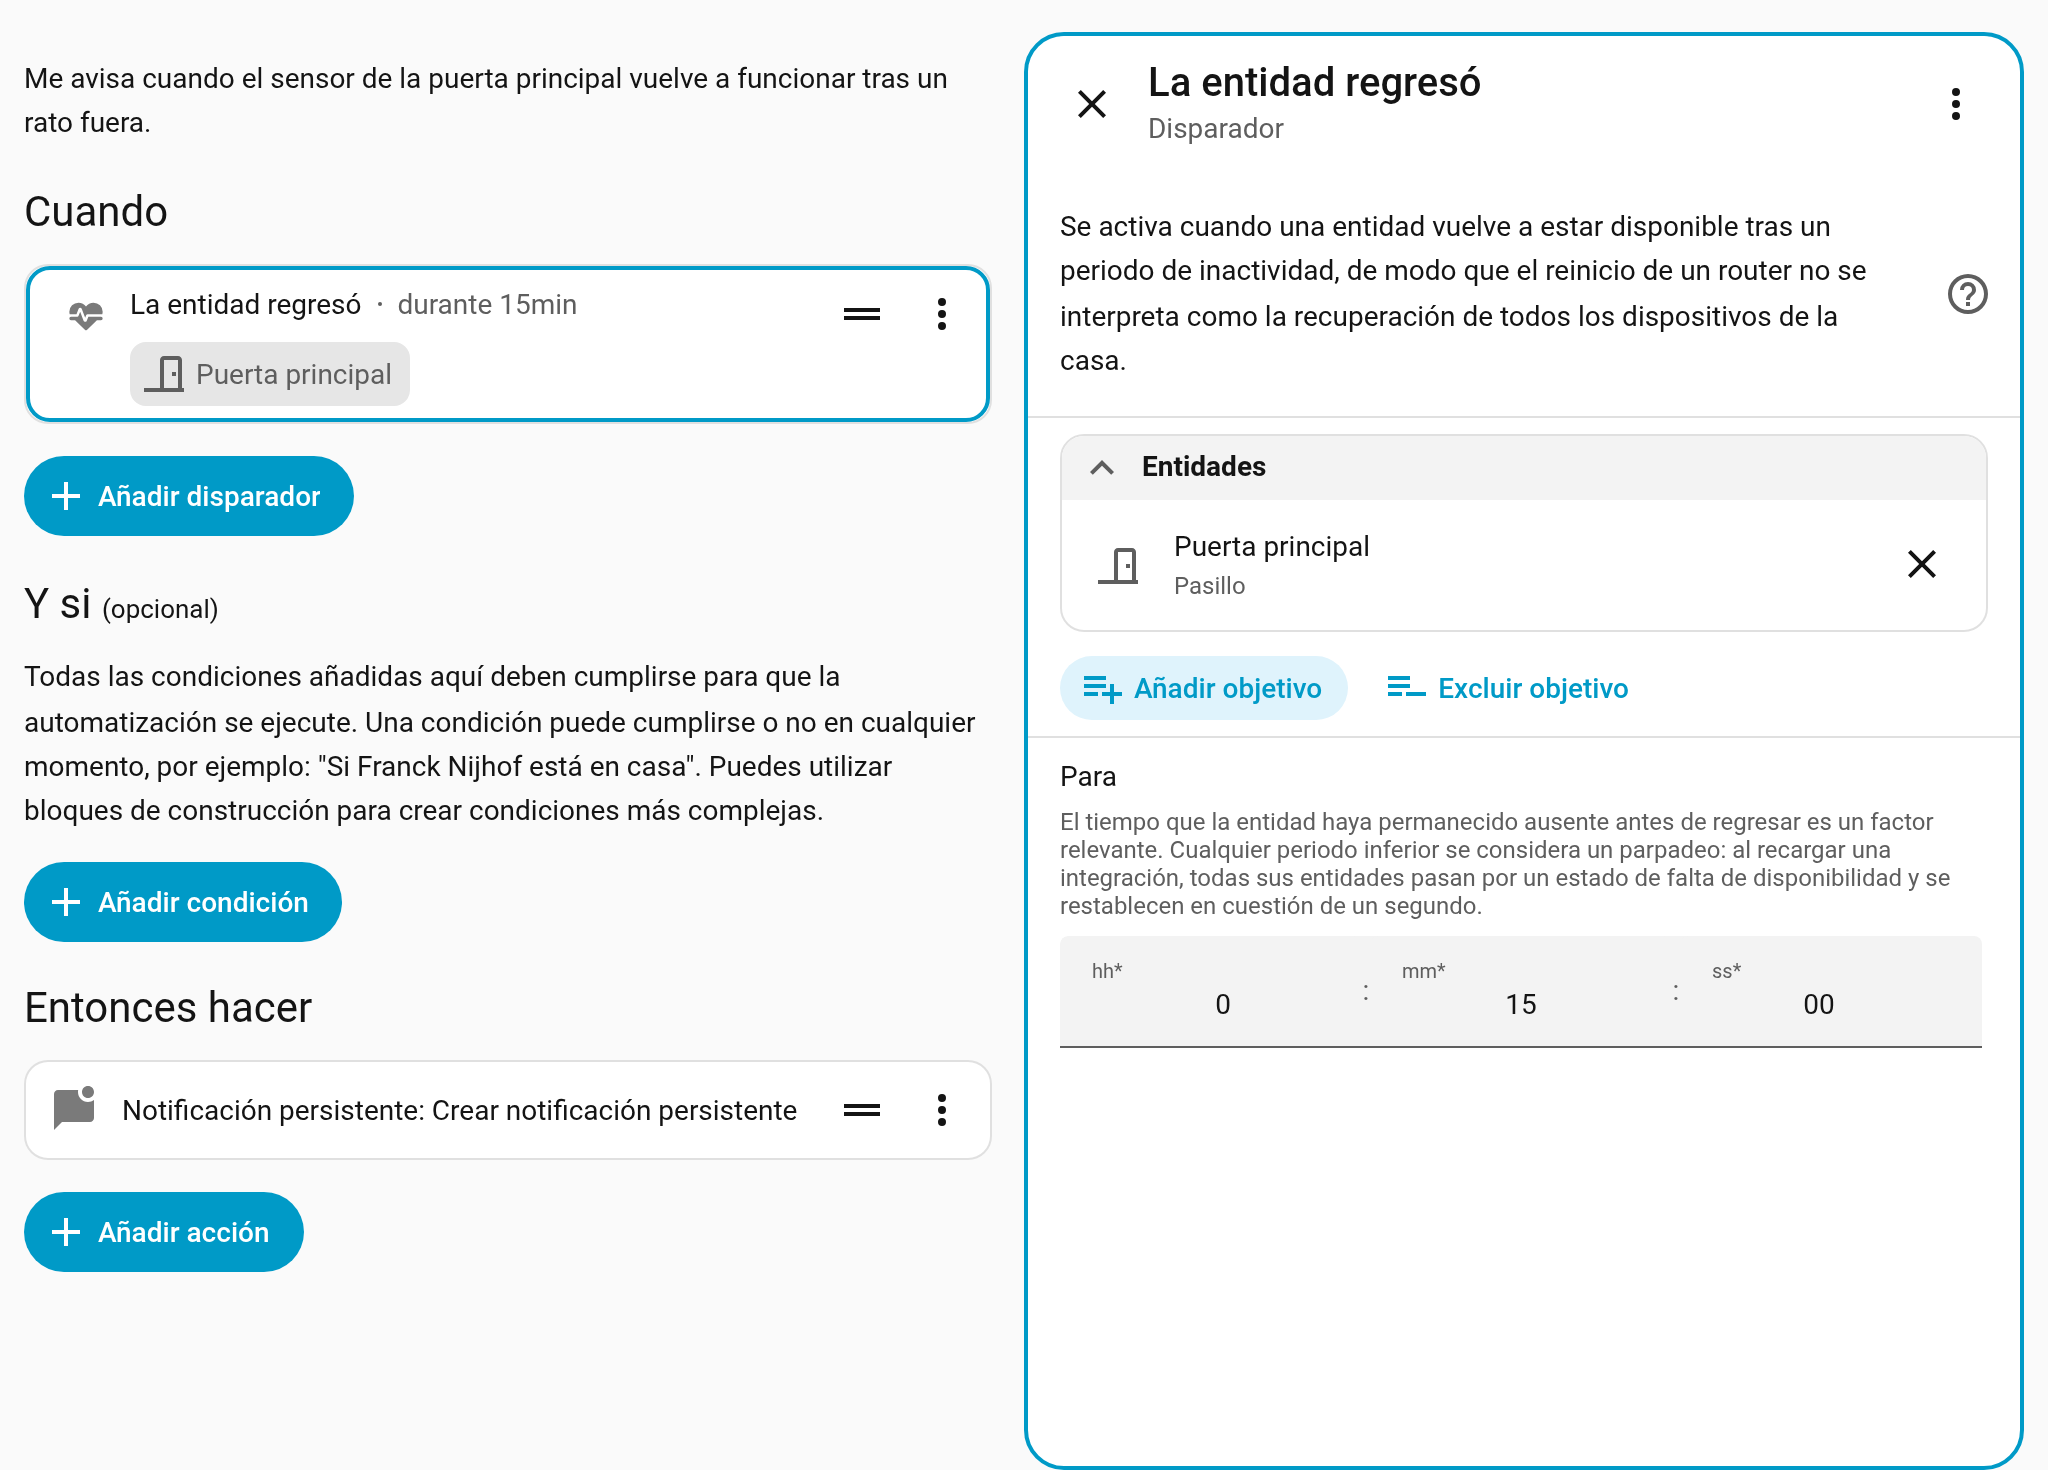 Me avisa cuando el sensor de la puerta principal vuelve a funcionar tras un
rato fuera.
Cuando
La entidad regresó · durante 15min
Puerta principal
Añadir disparador
Y si (opcional)
Todas las condiciones añadidas aquí deben cumplirse para que la
automatización se ejecute. Una condición puede cumplirse o no en cualquier
momento, por ejemplo: "Si Franck Nijhof está en casa". Puedes utilizar
bloques de construcción para crear condiciones más complejas.
Añadir condición
Entonces hacer
Notificación persistente: Crear notificación persistente
Añadir acción
La entidad regresó
Disparador
Se activa cuando una entidad vuelve a estar disponible tras un
periodo de inactividad, de modo que el reinicio de un router no se
interpreta como la recuperación de todos los dispositivos de la
casa.
Entidades
Puerta principal
Pasillo
Añadir objetivo
Excluir objetivo
Para
El tiempo que la entidad haya permanecido ausente antes de regresar es un factor
relevante. Cualquier periodo inferior se considera un parpadeo: al recargar una
integración, todas sus entidades pasan por un estado de falta de disponibilidad y se
restablecen en cuestión de un segundo.
hh* mm* ss*
0 : 15 : 00